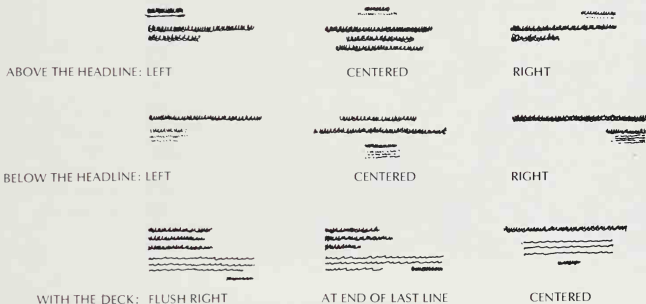 ABOVE THE HEADLINE: LEFT CENTERED RIGHT
BELOW THE HEADLINE: LEFT CENTERED RIGHT
WITH THE DECK: FLUSH RIGHT AT END OF LAST LINE CENTERED